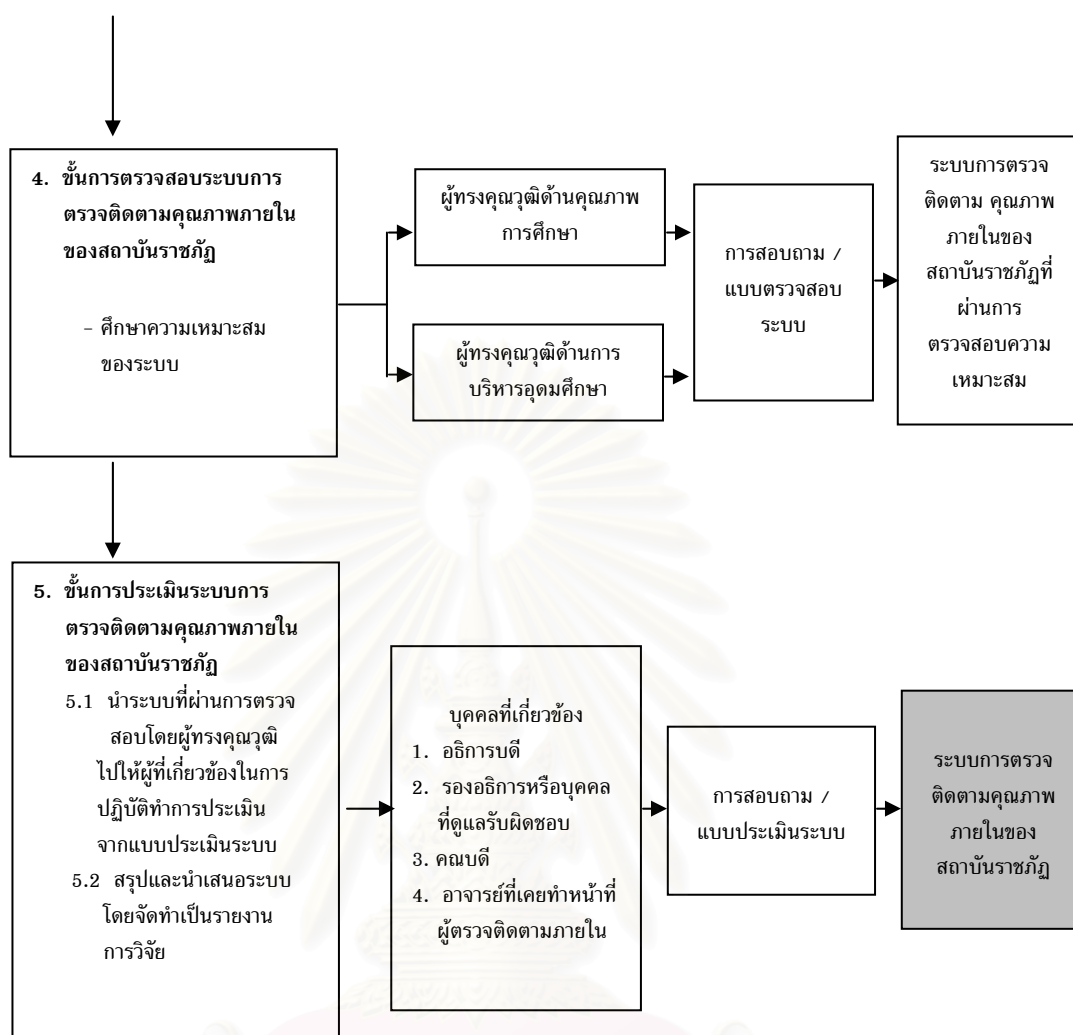 4. ขั้นการตรวจสอบระบบการ
ตรวจติดตามคุณภาพภายใน
ของสถาบันราชภัฏ
- ศึกษาความเหมาะสม
ของระบบ
ผู้ทรงคุณวุฒิด้านคุณภาพ
การศึกษา
ผู้ทรงคุณวุฒิด้านการ
บริหารอุดมศึกษา
การสอบถาม /
แบบตรวจสอบ
ระบบ
ระบบการตรวจ
ติดตาม คุณภาพ
ภายในของ
สถาบันราชภัฏที่
ผ่านการ
ตรวจสอบความ
เหมาะสม
5. ขั้นการประเมินระบบการ
ตรวจติดตามคุณภาพภายใน
ของสถาบันราชภัฏ
5.1 นำระบบที่ผ่านการตรวจ
สอบโดยผู้ทรงคุณวุฒิ
ไปให้ผู้ที่เกี่ยวข้องในการ
ปฏิบัติทำการประเมิน
จากแบบประเมินระบบ
5.2 สรุปและนำเสนอระบบ
โดยจัดทำเป็นรายงาน
การวิจัย
บุคคลที่เกี่ยวข้อง
1. อธิการบดี
2. รองอธิการหรือบุคคล
ที่ดูแลรับผิดชอบ
3. คณบดี
4. อาจารย์ที่เคยทำหน้าที่
ผู้ตรวจติดตามภายใน
การสอบถาม /
แบบประเมินระบบ
ระบบการตรวจ
ติดตามคุณภาพ
ภายในของ
สถาบันราชภัฏ